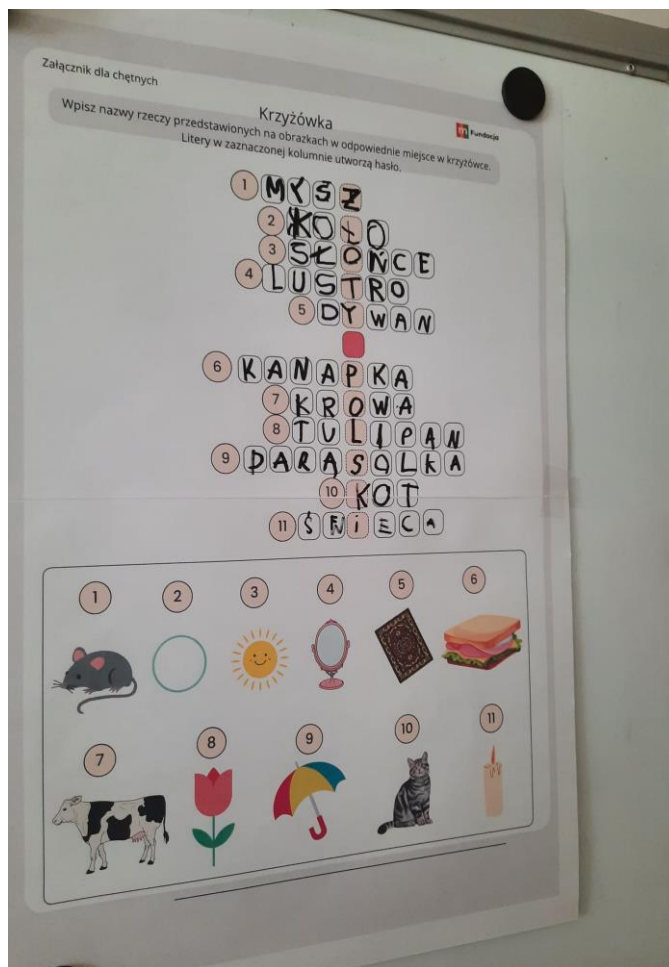 Załącznik dla chętnych
Krzyżówka
Fundacja
Wpisz nazwy rzeczy przedstawionych na obrazkach w odpowiednie miejsce w krzyżówce.
Litery w zaznaczonej kolumnie utworzą hasło.
1 MYSZ
2 KOŁO
3 SŁOŃCE
4 LUSTRO
5 DYWAN
6 KANAPKA
7 KROWA
8 TULIPAN
9 PARASOLKA
10 KOT
11 ŚWiECA
1 2 3 4 5 6
7 8 9 10 11